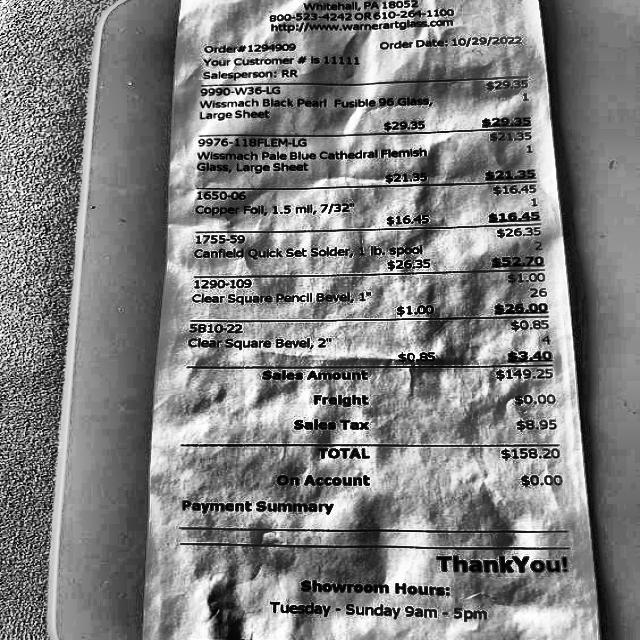 Whitehall, PA 18052
800-523-4242 OR 610-264-1100
http://www.warnerartglass.com
Order# 1294909 Order Date: 10/29/2022
Your Customer # is 11111
Salesperson: RR
9990-W36-LG $29.35
Wissmach Black Pearl Fusible 96 Glass, 1
Large Sheet
$29.35 $29.35
9976-118FLEM-LG $21.35
Wissmach Pale Blue Cathedral Flemish 1
Glass, Large Sheet
$21.35 $21.35
1650-06 $16.45
Copper Foil, 1.5 mil, 7/32" 1
$16.45 $16.45
1755-59 $26.35
Canfield Quick Set Solder, 1 lb. spool 2
$26.35 $52.70
1290-109 $1.00
Clear Square Pencil Bevel, 1" 26
$1.00 $26.00
5B10-22 $0.85
Clear Square Bevel, 2" 4
$0.85 $3.40
Sales Amount $149.25
Freight $0.00
Sales Tax $8.95
TOTAL $158.20
On Account $0.00
Payment Summary
ThankYou!
Showroom Hours:
Tuesday - Sunday 9am - 5pm